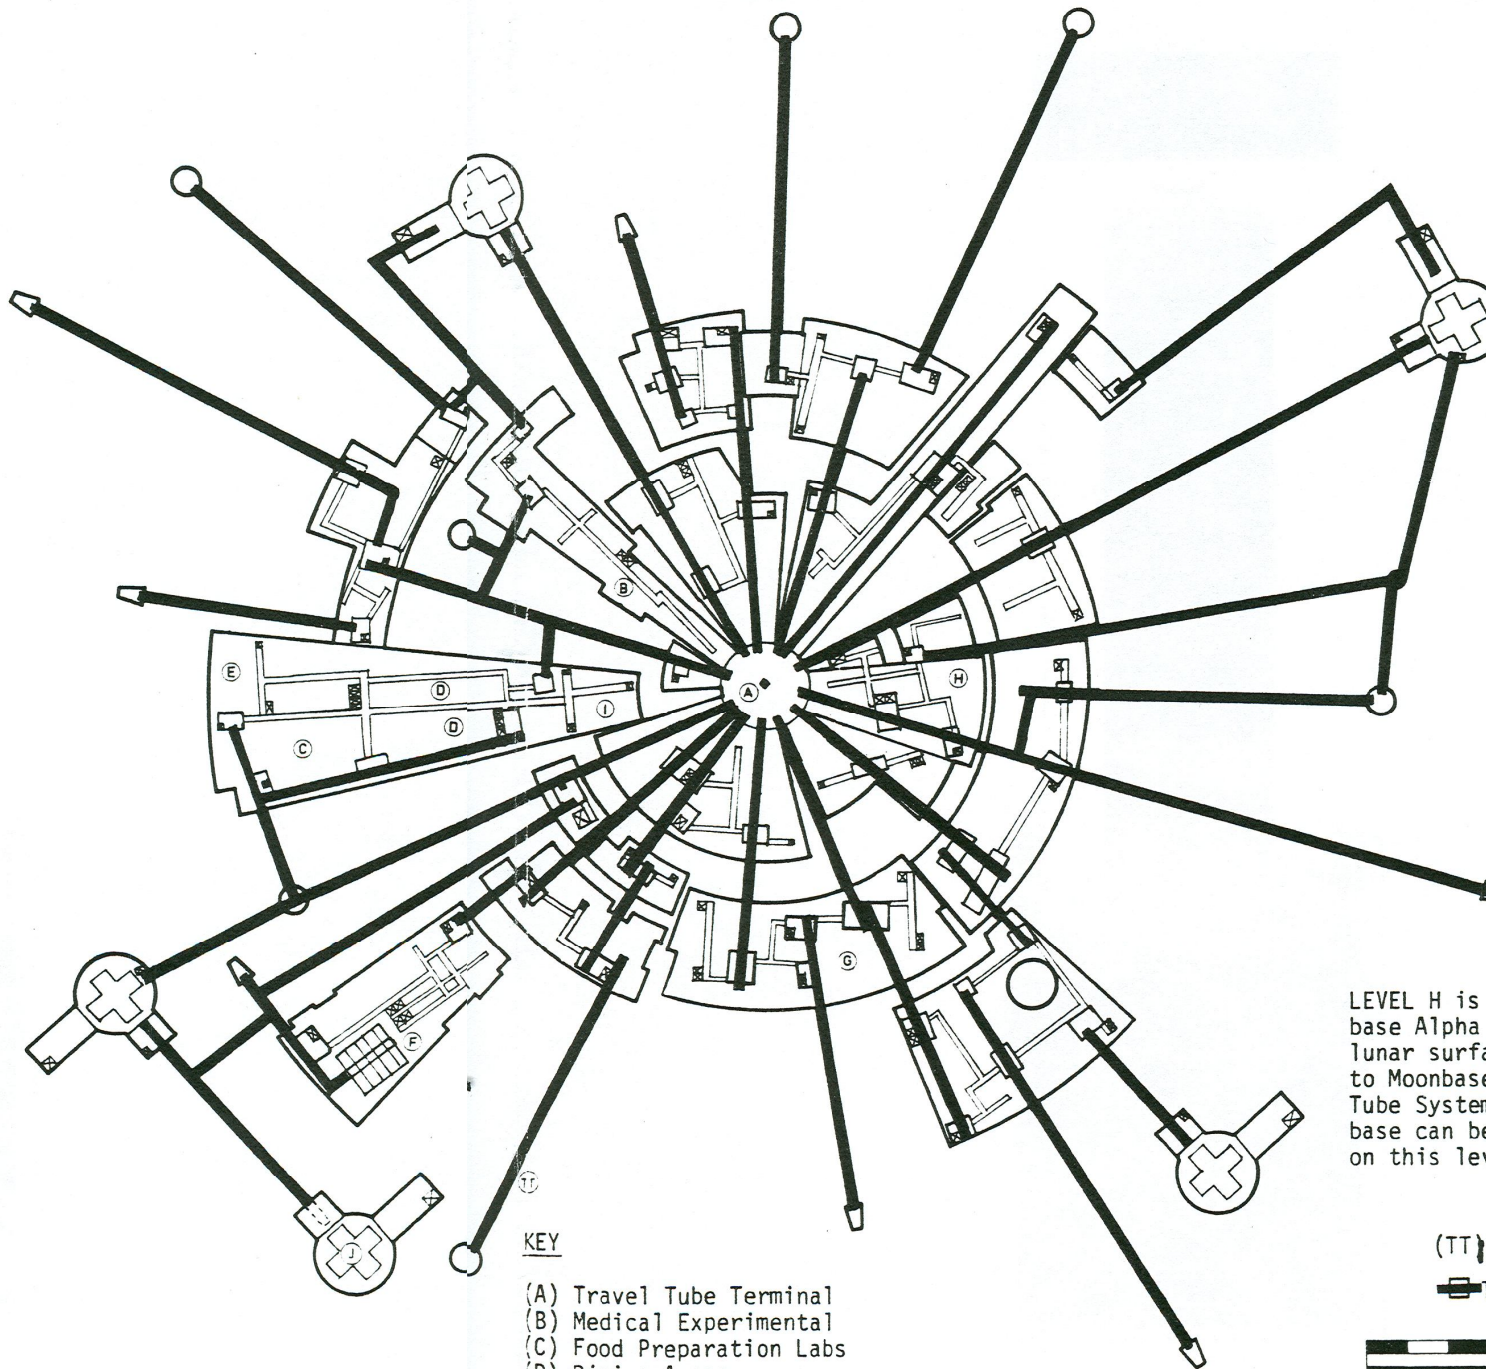 B
E
D
A
H
I
D
C
G
F
TT
J
LEVEL H is
base Alpha
lunar surfa
to Moonbase
Tube System
base can be
on this lev
(TT)
KEY
(A) Travel Tube Terminal
(B) Medical Experimental
(C) Food Preparation Labs